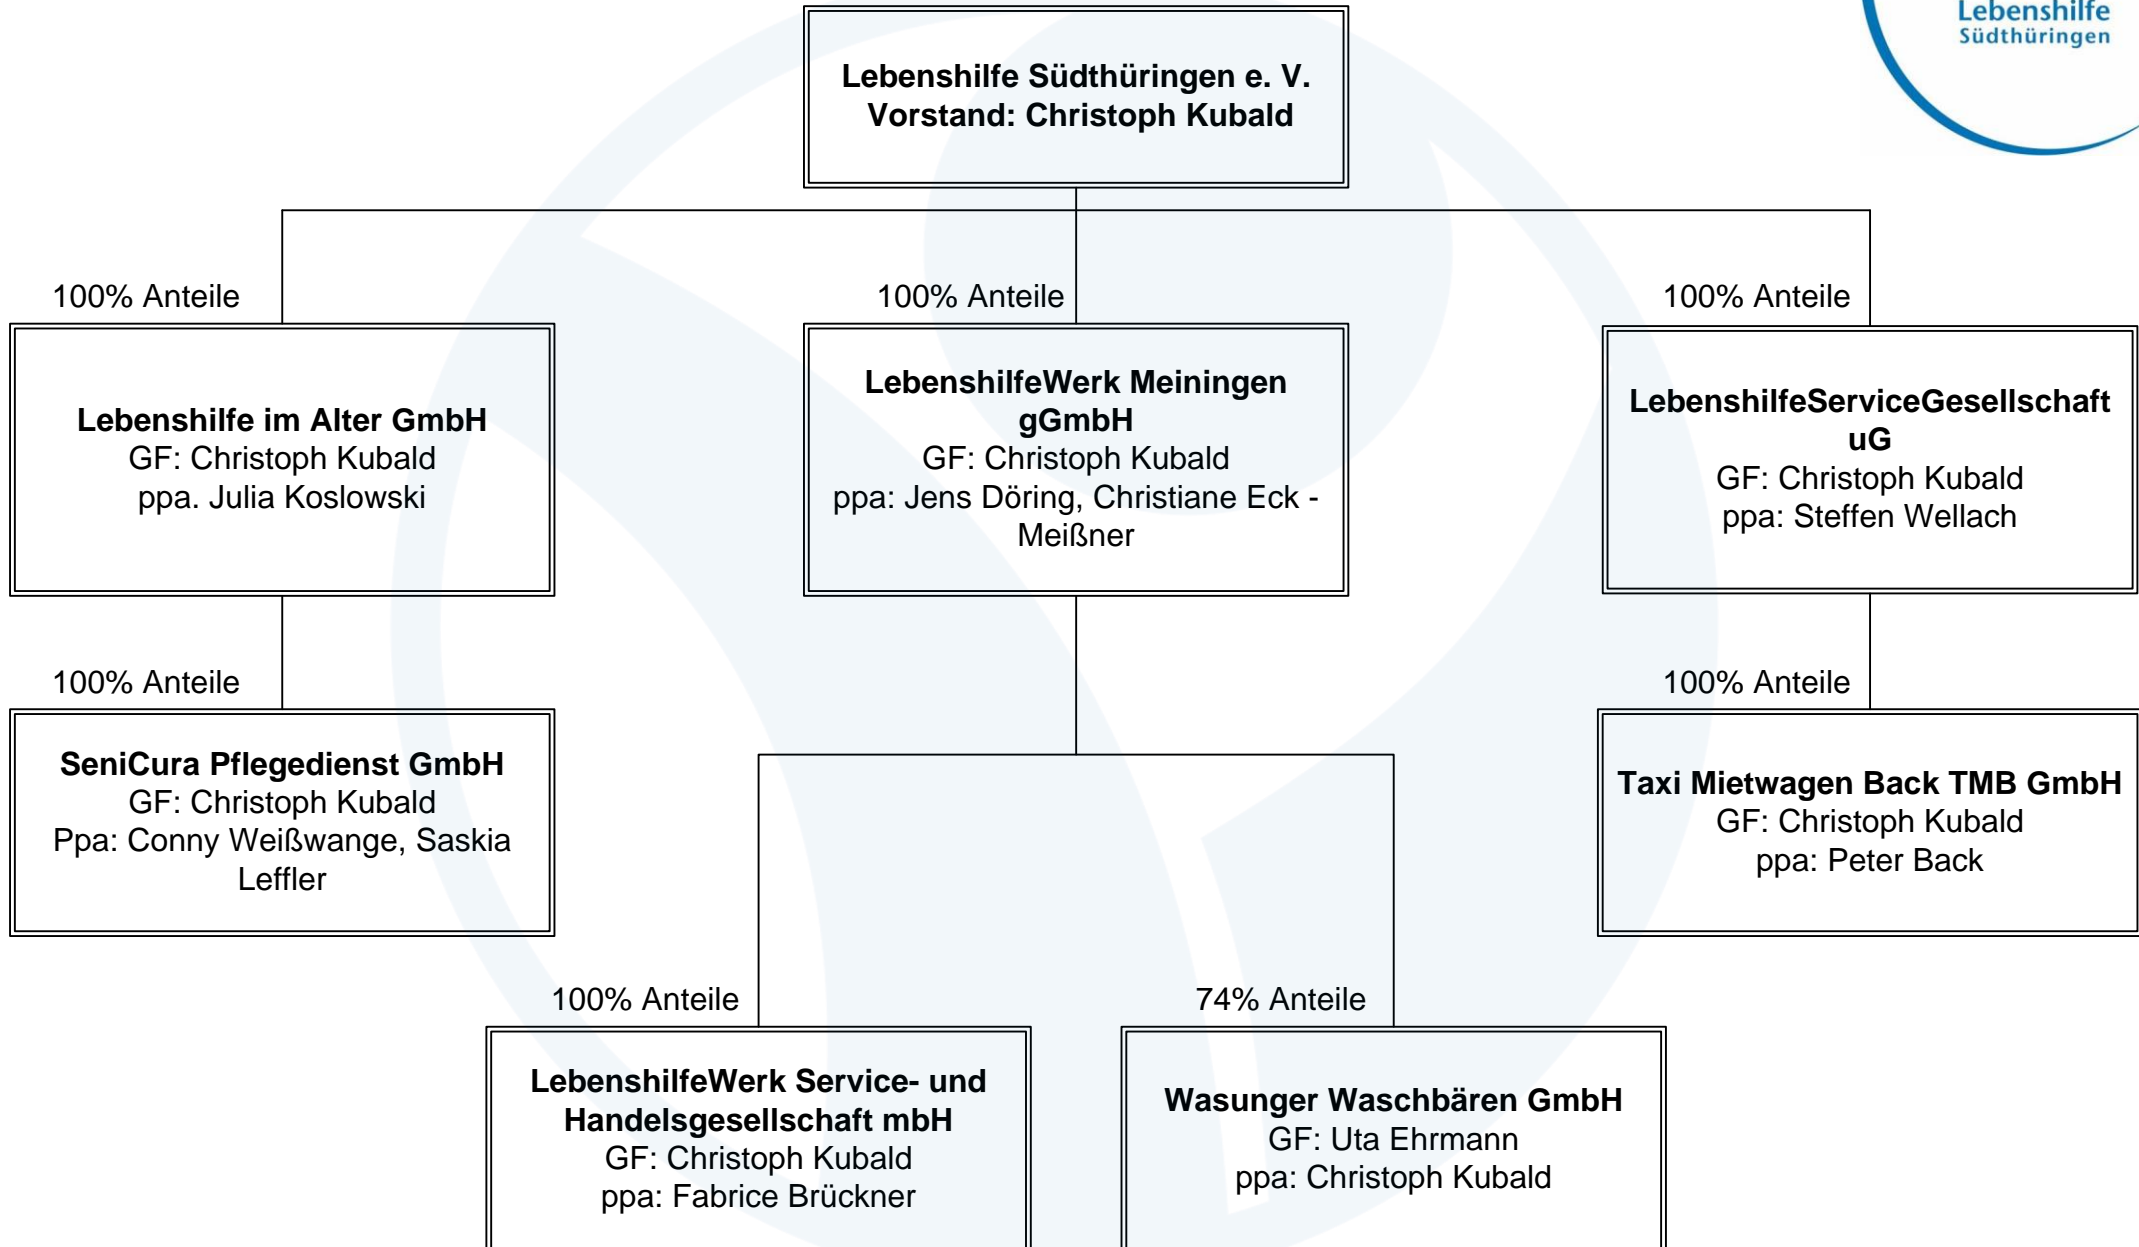 Lebenshilfe
Südthüringen
Lebenshilfe Südthüringen e. V.
Vorstand: Christoph Kubald
100% Anteile
100% Anteile
100% Anteile
Lebenshilfe im Alter GmbH
GF: Christoph Kubald
ppa. Julia Koslowski
LebenshilfeWerk Meiningen
gGmbH
GF: Christoph Kubald
ppa: Jens Döring, Christiane Eck -
Meißner
LebenshilfeServiceGesellschaft
uG
GF: Christoph Kubald
ppa: Steffen Wellach
100% Anteile
100% Anteile
SeniCura Pflegedienst GmbH
GF: Christoph Kubald
Ppa: Conny Weißwange, Saskia
Leffler
Taxi Mietwagen Back TMB GmbH
GF: Christoph Kubald
ppa: Peter Back
100% Anteile
74% Anteile
LebenshilfeWerk Service- und
Handelsgesellschaft mbH
GF: Christoph Kubald
ppa: Fabrice Brückner
Wasunger Waschbären GmbH
GF: Uta Ehrmann
ppa: Christoph Kubald